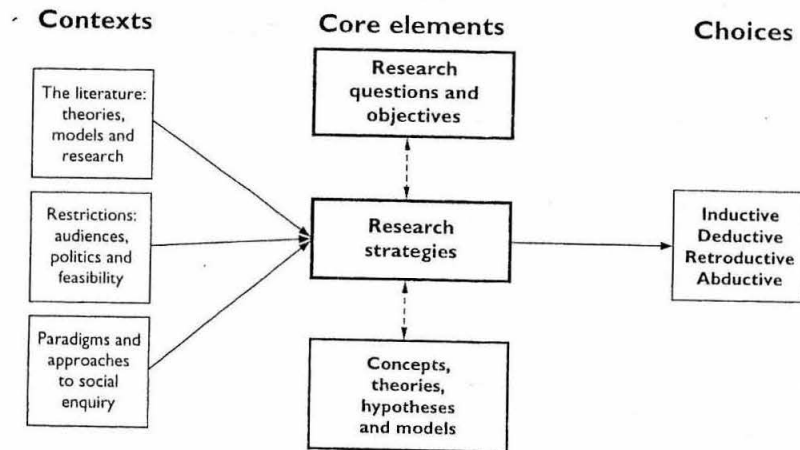 Contexts
The literature:
theories,
models and
research
Restrictions:
audiences,
politics and
feasibility
Paradigms and
approaches
to social
enquiry
Core elements
Research
questions and
objectives
Research
strategies
Concepts,
theories,
hypotheses
and models
Choices
Inductive
Deductive
Retroductive
Abductive